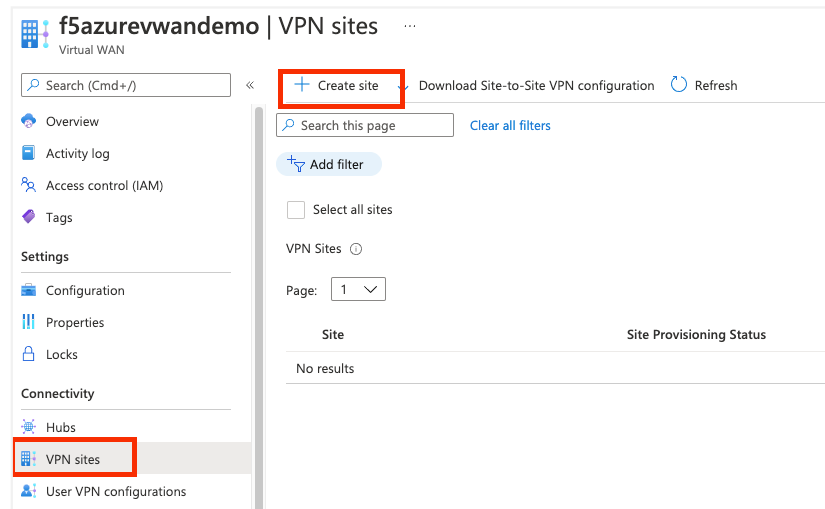 f5azurevwandemo | VPN sites ...
Virtual WAN
Search (Cmd+/)
«
Overview
Activity log
Access control (IAM)
Tags
Settings
Configuration
Properties
Locks
Connectivity
Hubs
VPN sites
User VPN configurations
Create site
Download Site-to-Site VPN configuration
Refresh
Search this page
Clear all filters
Add filter
Select all sites
VPN Sites
Page: 1
Site
Site Provisioning Status
No results